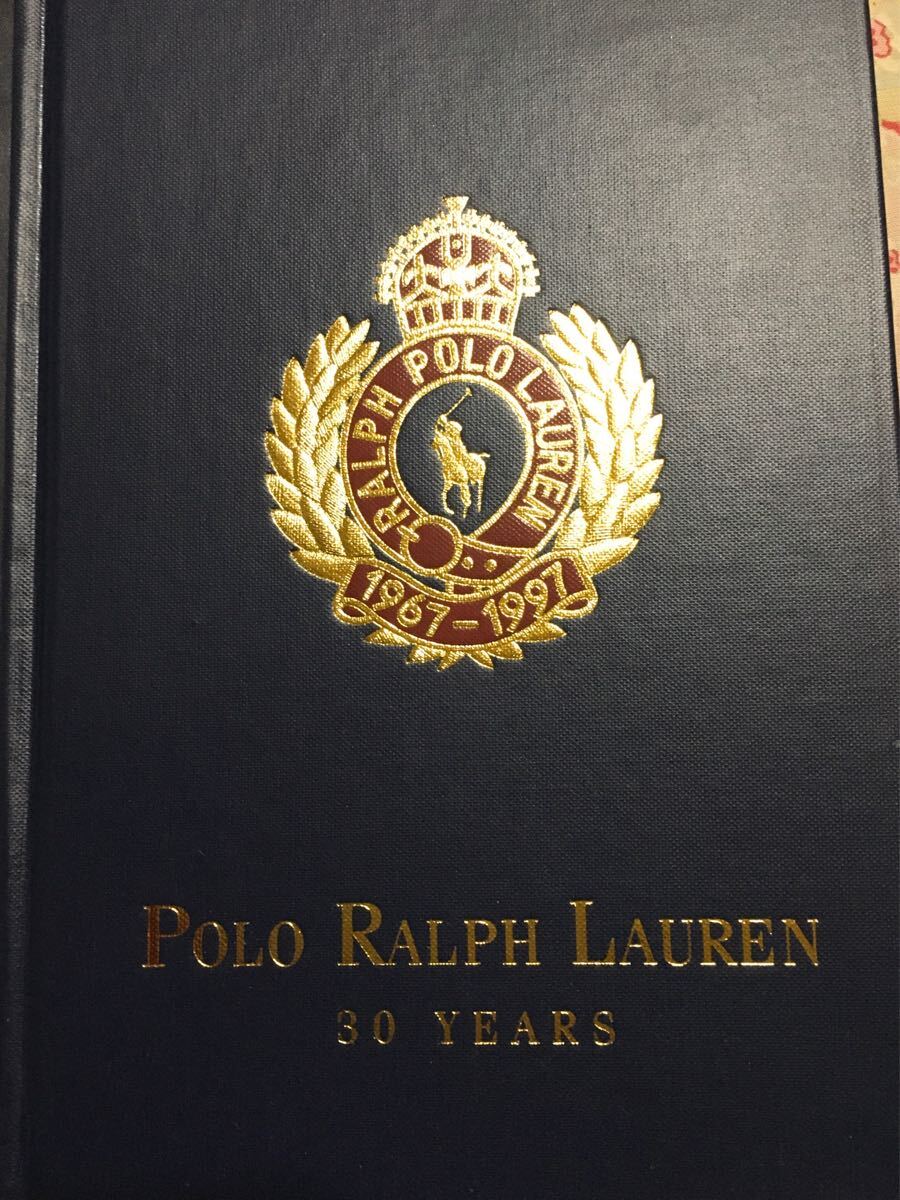 RALPH POLO LAUREN
1967-1997
POLO RALPH LAUREN
30 YEARS